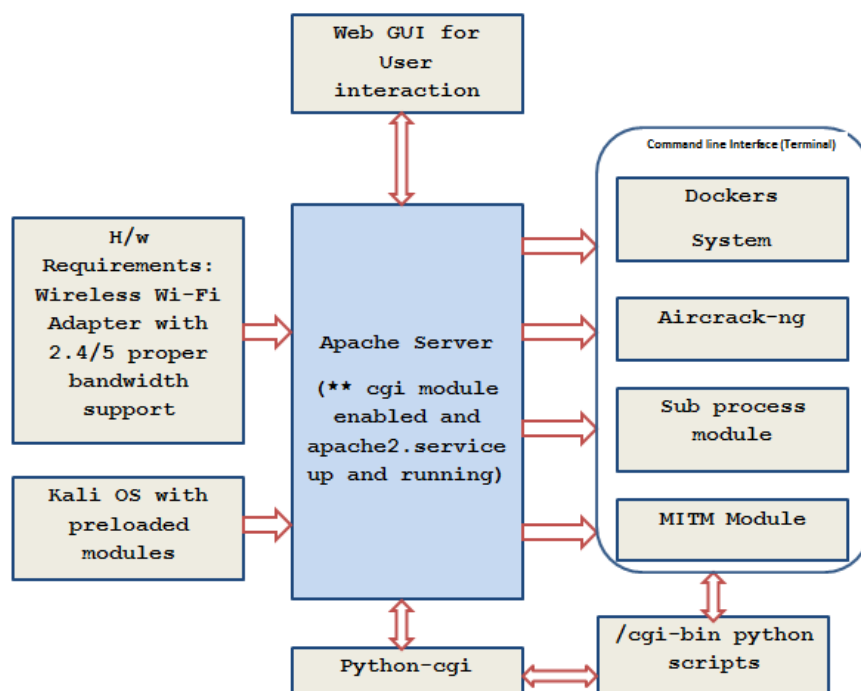 Web GUI for
User
interaction
Command line Interface (Terminal)
Dockers
System
H/w
Requirements:
Wireless Wi-Fi
Adapter with
2.4/5 proper
bandwidth
support
Aircrack-ng
Apache Server
(** cgi module
enabled and
apache2.service
up and running)
Sub process
module
Kali OS with
preloaded
modules
MITM Module
Python-cgi
/cgi-bin python
scripts